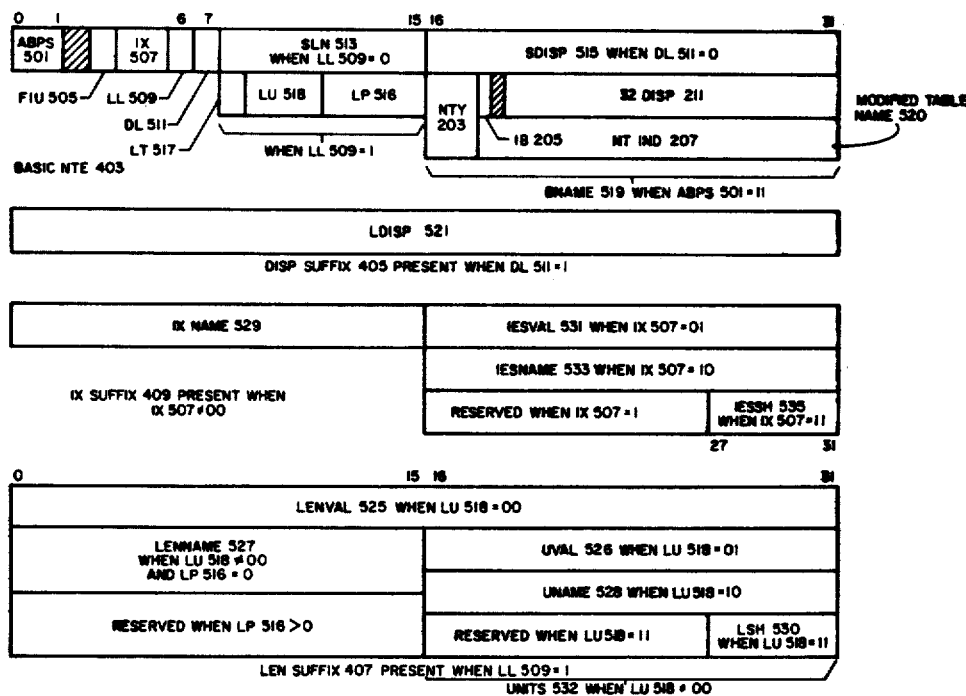 0 1 6 7 15 16 31
ABPS
501
IX
507
SLN 513
WHEN LL 509 = 0
SDISP 515 WHEN DL 511 = 0
FIU 505
LL 509
DL 511
LT 517
LU 518
LP 516
WHEN LL 509 = 1
NTY
203
32 DISP 211
IB 205
NT IND 207
MODIFIED TABLE
NAME 520
BASIC NTE 403
BNAME 519 WHEN ABPS 501 = 11
LDISP 521
DISP SUFFIX 405 PRESENT WHEN DL 511 = 1
IX NAME 529
IESVAL 531 WHEN IX 507 = 01
IESNAME 533 WHEN IX 507 = 10
IX SUFFIX 409 PRESENT WHEN
IX 507 ≠ 00
RESERVED WHEN IX 507 = 1
IESSH 535
WHEN IX 507 = 11
27 31
0 15 16 31
LENVAL 525 WHEN LU 518 = 00
LENNAME 527
WHEN LU 518 ≠ 00
AND LP 516 = 0
UVAL 526 WHEN LU 518 = 01
UNAME 528 WHEN LU 518 = 10
RESERVED WHEN LP 516 > 0
RESERVED WHEN LU 518 = 11
LSH 530
WHEN LU 518 = 11
LEN SUFFIX 407 PRESENT WHEN LL 509 = 1
UNITS 532 WHEN LU 518 ≠ 00